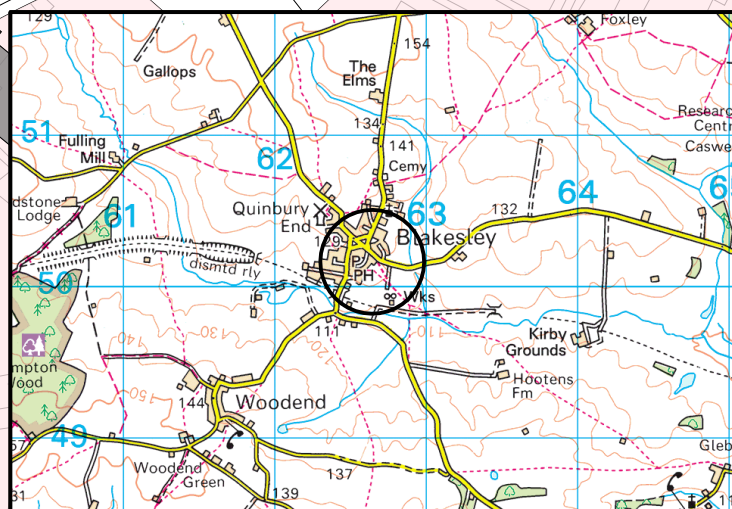 129
Foxley
154
Gallops
The
Elms
Researc
Centr
134
51
141
Caswe
Fulling
Mill
62
Cemy
64
dstone
Lodge
61
Quinbury
End
63
132
129
Blakesley
P
dismtd rly
PH
50
Wks
111
110
Kirby
Grounds
140
130
120
mpton
Wood
Hootens
Fm
150
144
Woodend
49
Gleb
57
Woodend
Green
137
31
139
11